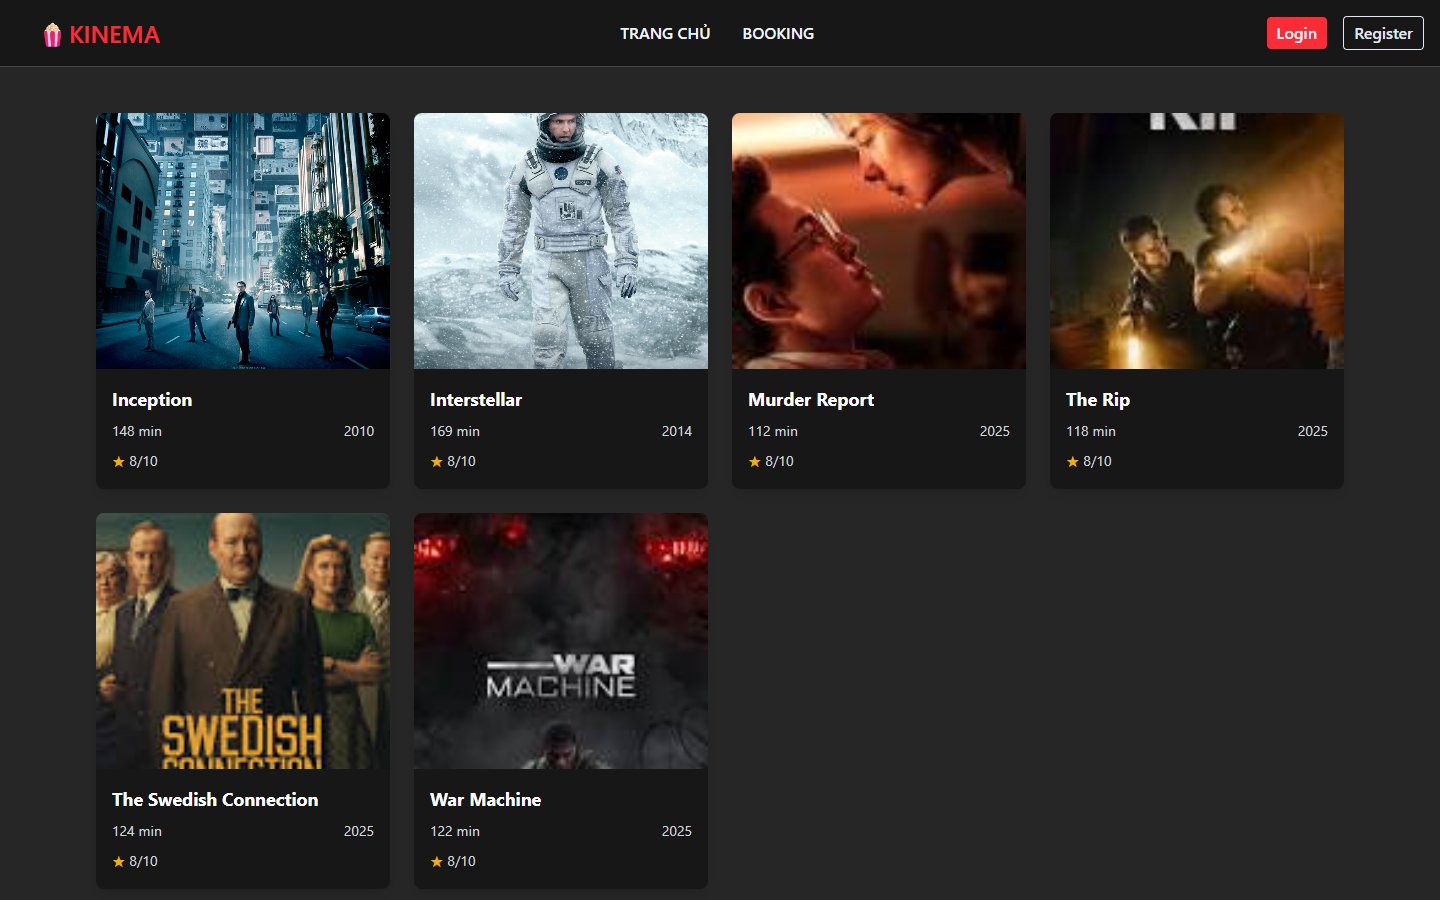 KINEMA
TRANG CHỦ
BOOKING
Login
Register
Inception
148 min 2010
★ 8/10
Interstellar
169 min 2014
★ 8/10
Murder Report
112 min 2025
★ 8/10
The Rip
118 min 2025
★ 8/10
THE
SWEDISH
CONNECTION
The Swedish Connection
124 min 2025
★ 8/10
WAR
MACHINE
War Machine
122 min 2025
★ 8/10